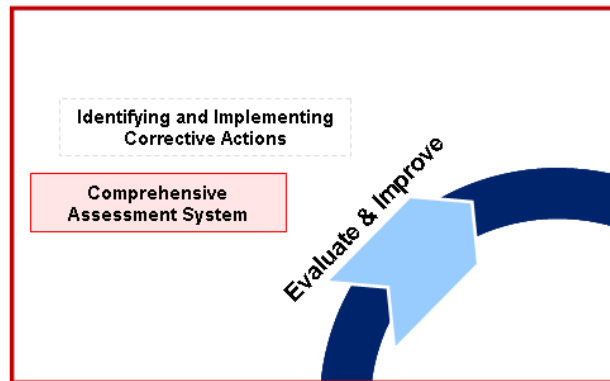 Identifying and Implementing
Corrective Actions
Comprehensive
Assessment System
Evaluate & Improve